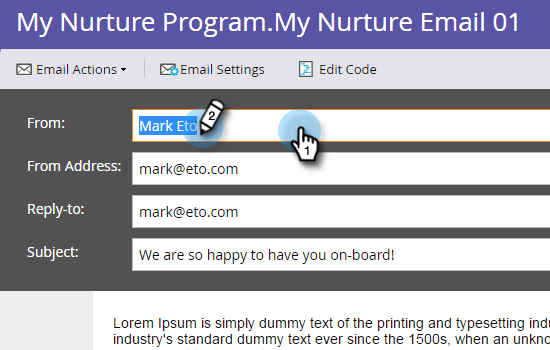 My Nurture Program.My Nurture Email 01
Email Actions Email Settings Edit Code
From: Mark Eto 2
1
From Address: mark@eto.com
Reply-to: mark@eto.com
Subject: We are so happy to have you on-board!
Lorem Ipsum is simply dummy text of the printing and typesetting indu
industry's standard dummy text ever since the 1500s, when an unkno